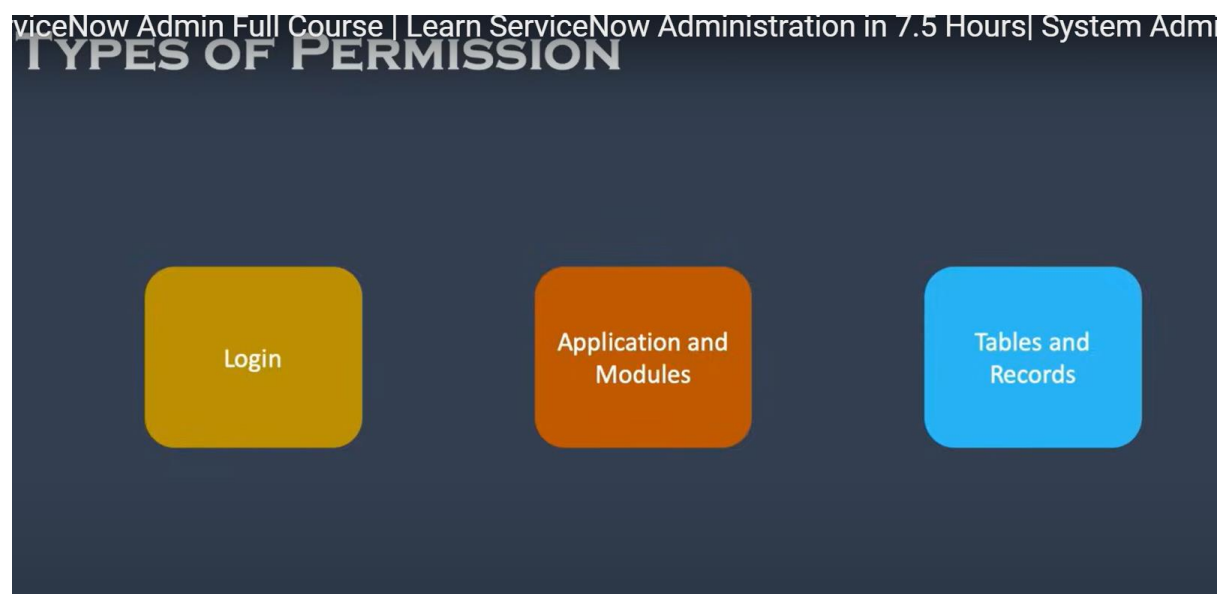 viceNow Admin Full Course | Learn ServiceNow Administration in 7.5 Hours| System Admi
TYPES OF PERMISSION
Login
Application and
Modules
Tables and
Records